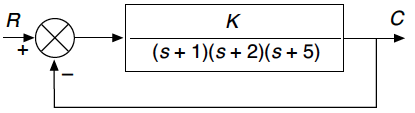 R
K
C
(s + 1)(s + 2)(s + 5)
+
–